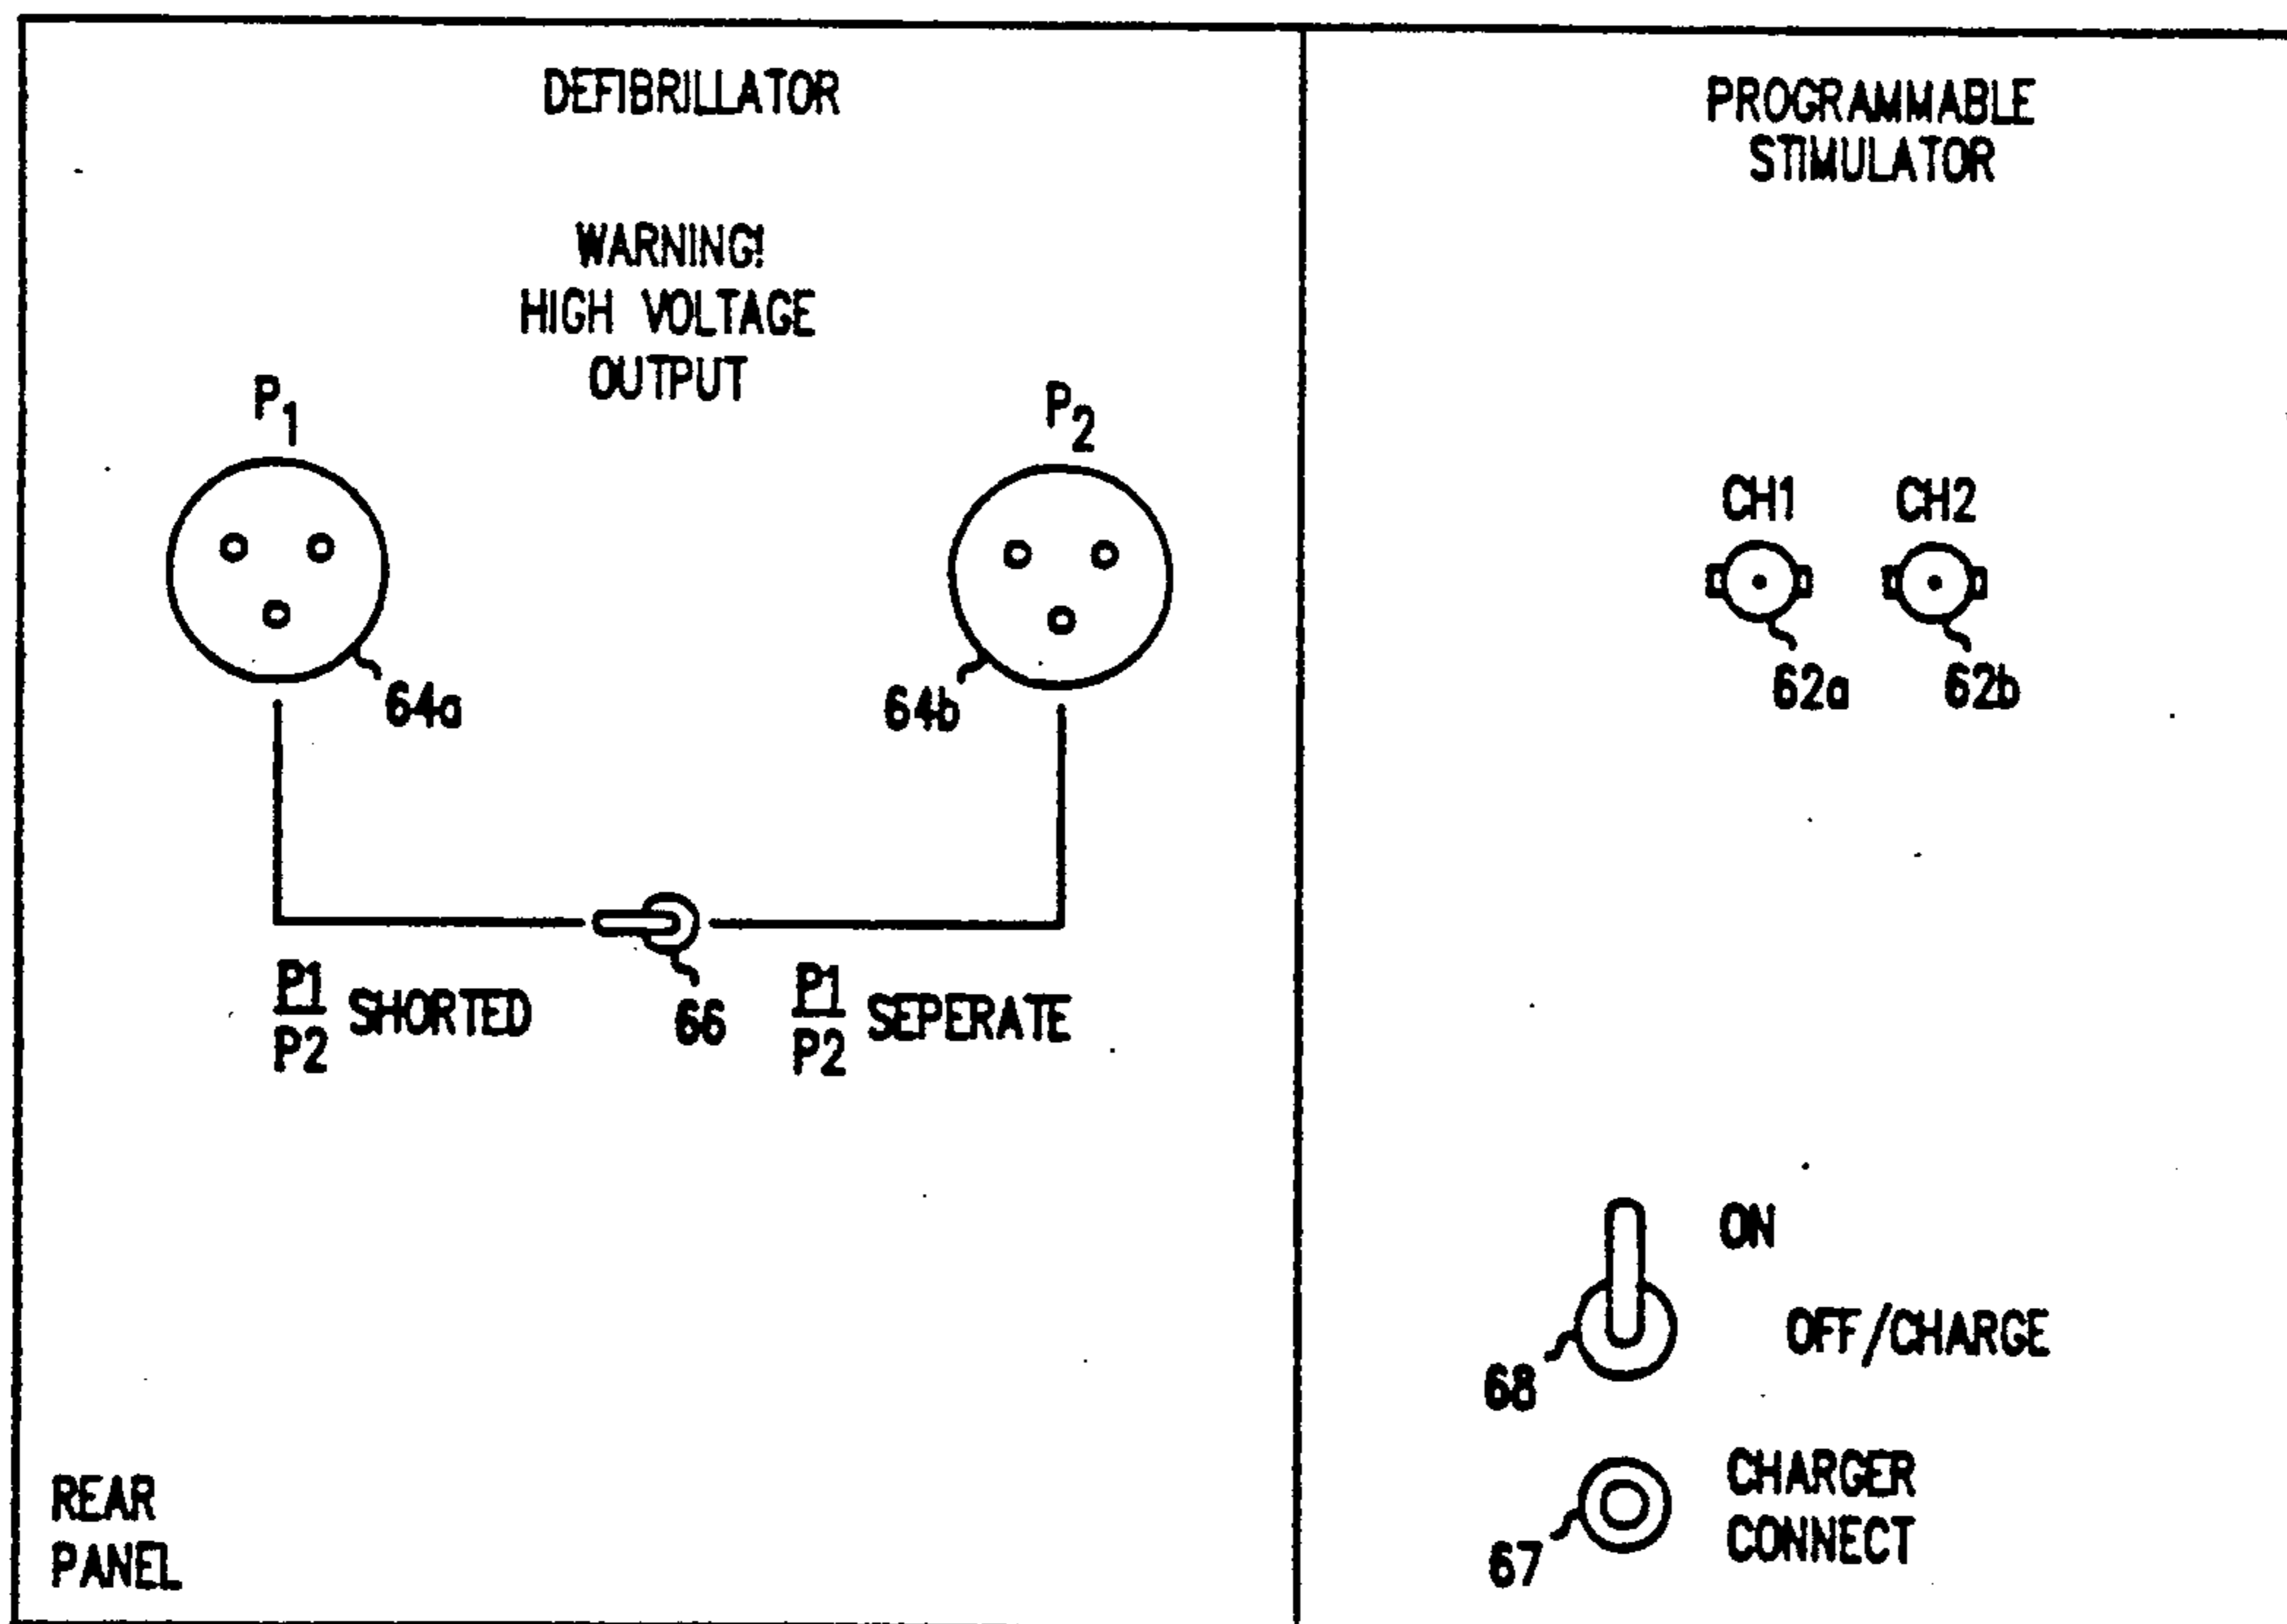 DEFIBRILLATOR
WARNING!
HIGH VOLTAGE
OUTPUT
P1
P2
64a
64b
P1
P2 SHORTED
66
P1
P2 SEPERATE
REAR
PANEL
PROGRAMMABLE
STIMULATOR
CH1 CH2
62a 62b
ON
OFF/CHARGE
68
CHARGER
CONNECT
67